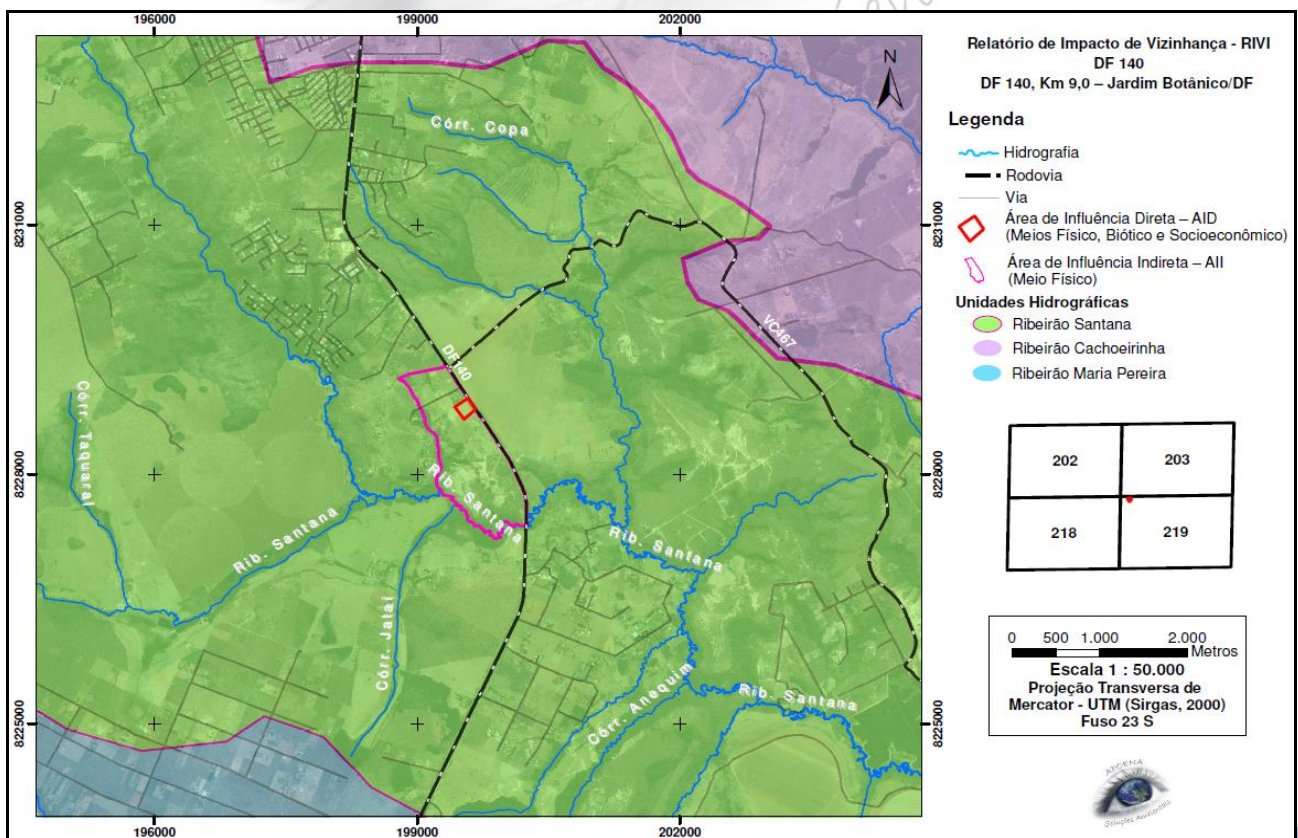 196000
199000
202000
8231000
8228000
8225000
8231000
8228000
8225000
196000
199000
202000
N
Córr. Copa
VC467
DF140
Córr. Taquaral
Rib. Santana
Rib. Santana
Rib. Santana
Córr. Jataí
Córr. Anequim
Rib. Santana
Relatório de Impacto de Vizinhança - RIVI
DF 140
DF 140, Km 9,0 – Jardim Botânico/DF
Legenda
Hidrografia
Rodovia
Via
Área de Influência Direta – AID
(Meios Físico, Biótico e Socioeconômico)
Área de Influência Indireta – AII
(Meio Físico)
Unidades Hidrográficas
Ribeirão Santana
Ribeirão Cachoeirinha
Ribeirão Maria Pereira
202
203
218
219
0 500 1.000 2.000
Metros
Escala 1 : 50.000
Projeção Transversa de
Mercator - UTM (Sirgas, 2000)
Fuso 23 S
Soluções Ambientais